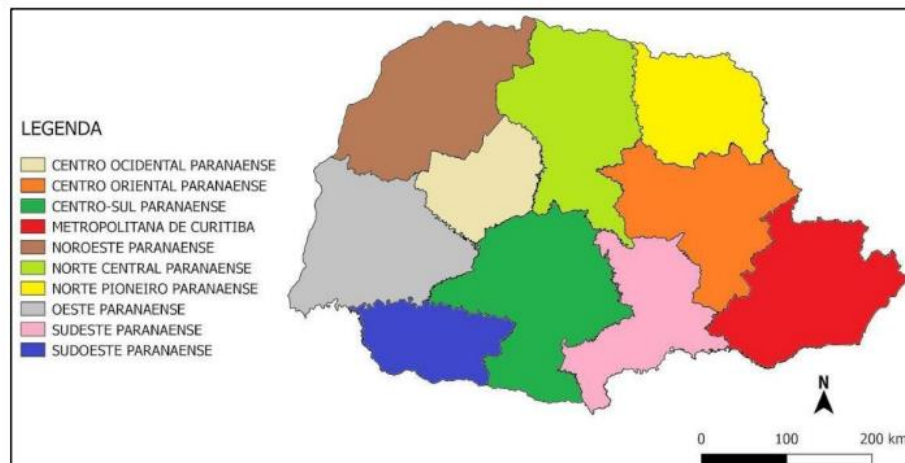 LEGENDA
CENTRO OCIDENTAL PARANAENSE
CENTRO ORIENTAL PARANAENSE
CENTRO-SUL PARANAENSE
METROPOLITANA DE CURITIBA
NOROESTE PARANAENSE
NORTE CENTRAL PARANAENSE
NORTE PIONEIRO PARANAENSE
OESTE PARANAENSE
SUDESTE PARANAENSE
SUDOESTE PARANAENSE
N
0 100 200 km